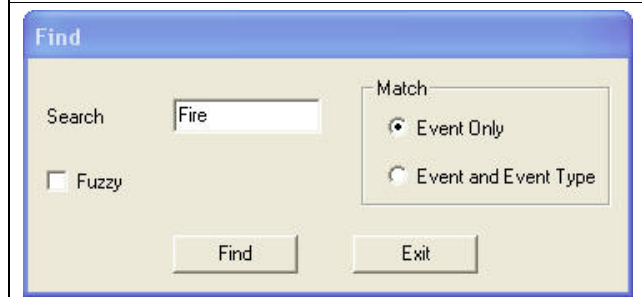 Find
Search
Fire
Match
Event Only
Fuzzy
Event and Event Type
Find
Exit